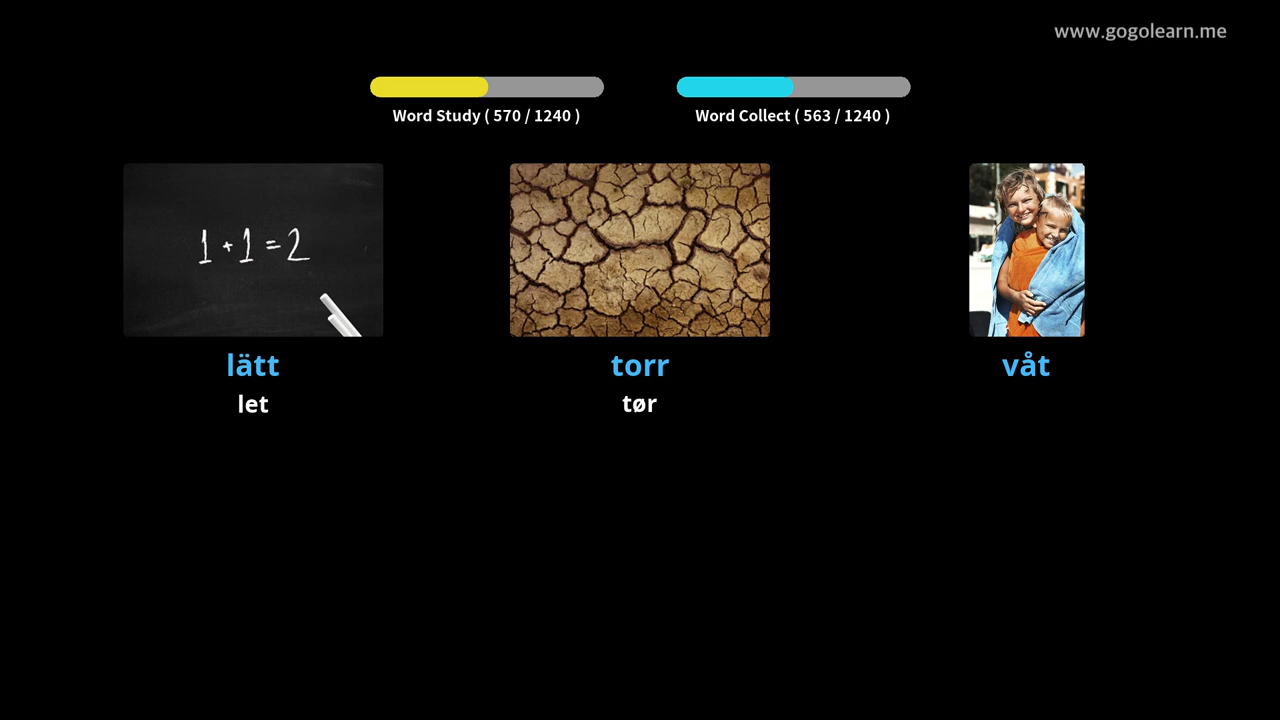 www.gogolearn.me
Word Study ( 570 / 1240 )
Word Collect ( 563 / 1240 )
1 + 1 = 2
lätt
torr
våt
let
tør